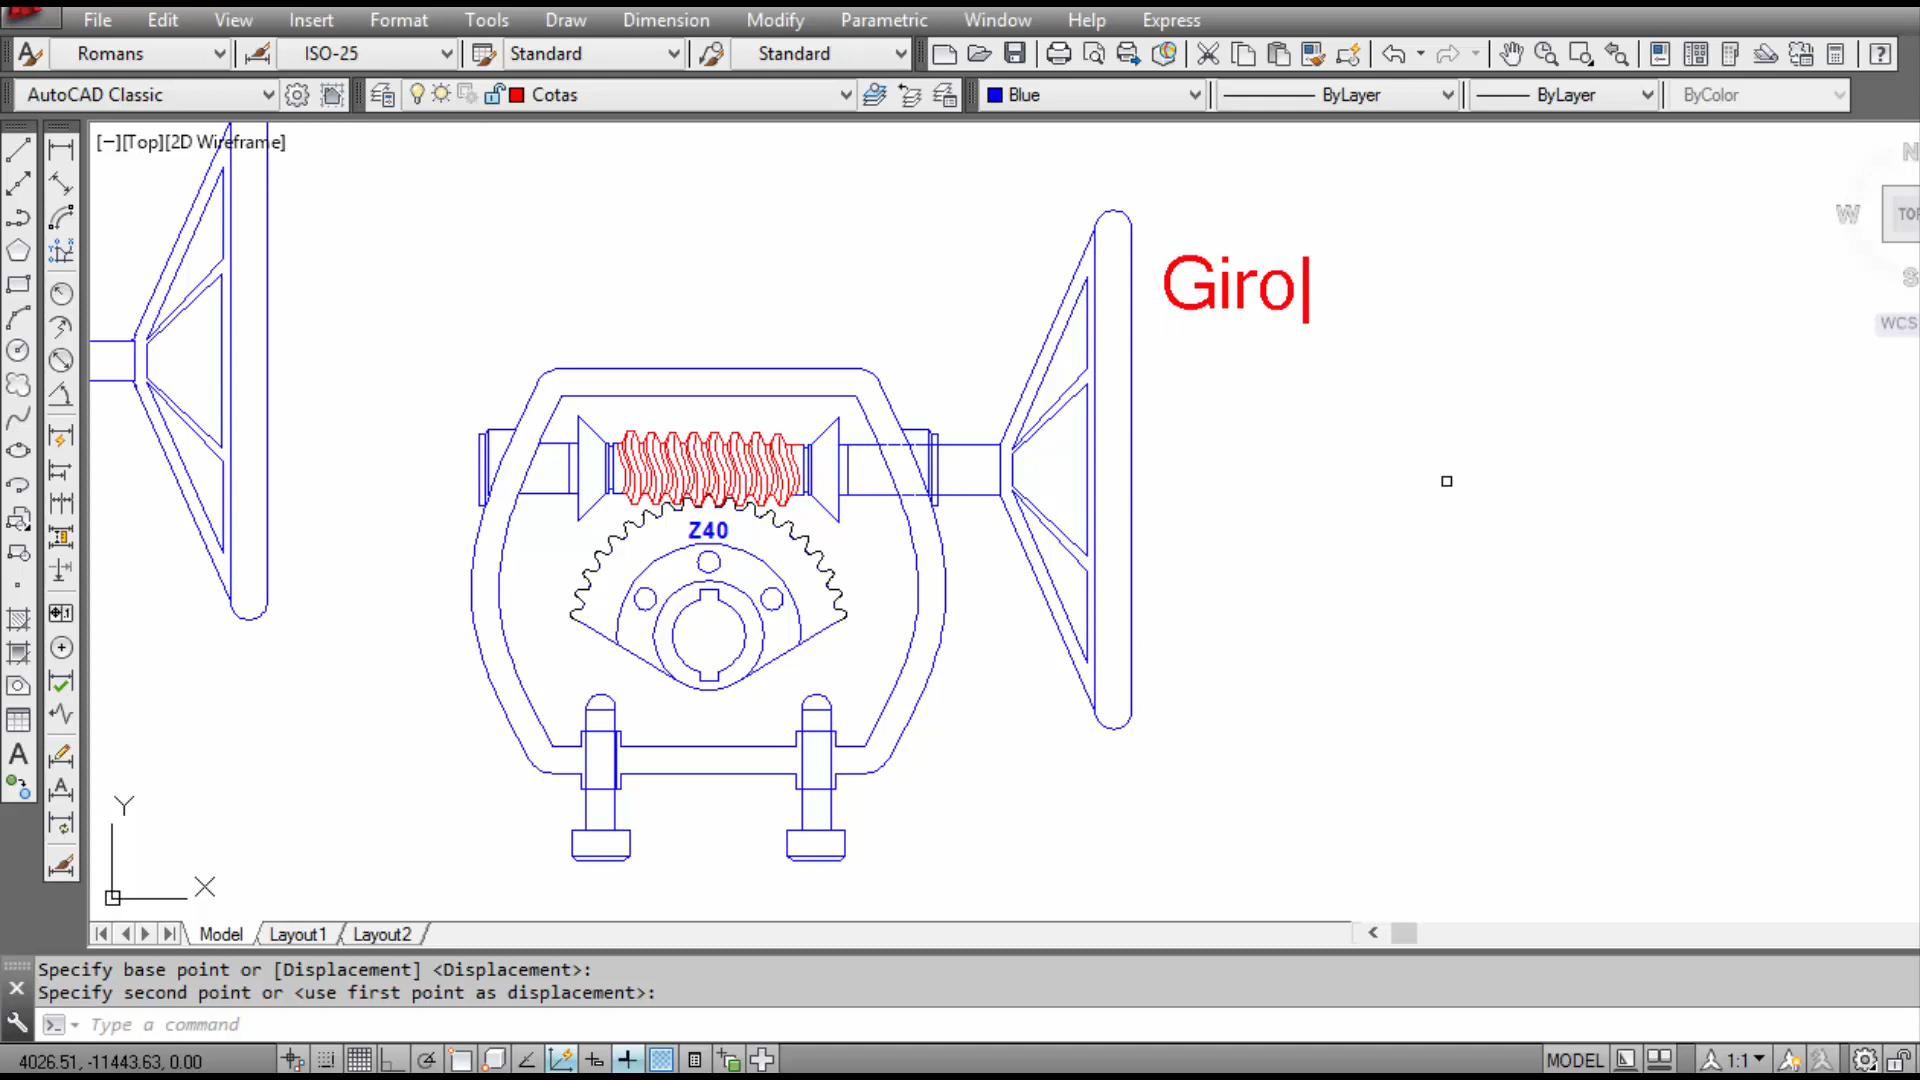 File Edit View Insert Format Tools Draw Dimension Modify Parametric Window Help Express
Romans ISO-25 Standard Standard
AutoCAD Classic Cotas Blue ByLayer ByLayer ByColor
[−][Top][2D Wireframe]
N
W TOP
S
WCS
Giro
Z40
Y
X
Model Layout1 Layout2
Specify base point or [Displacement] <Displacement>:
Specify second point or <use first point as displacement>:
Type a command
4026.51, -11443.63, 0.00 MODEL 1:1